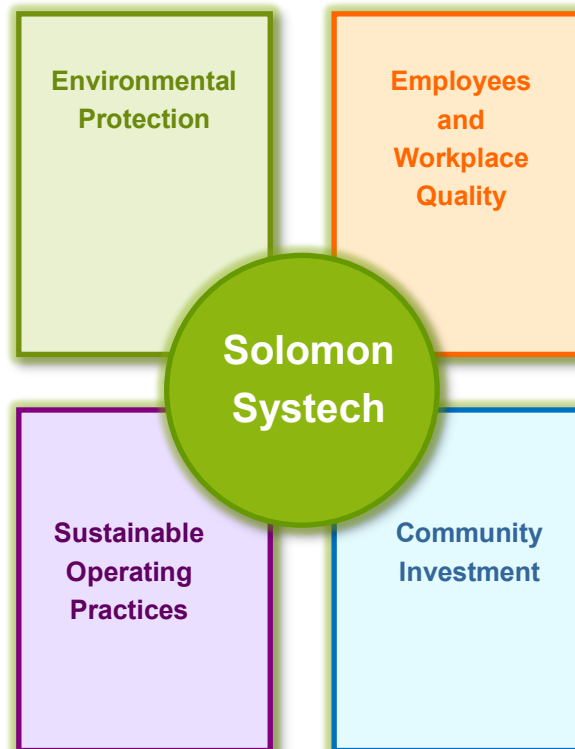 Environmental
Protection
Employees
and
Workplace
Quality
Solomon
Systech
Sustainable
Operating
Practices
Community
Investment